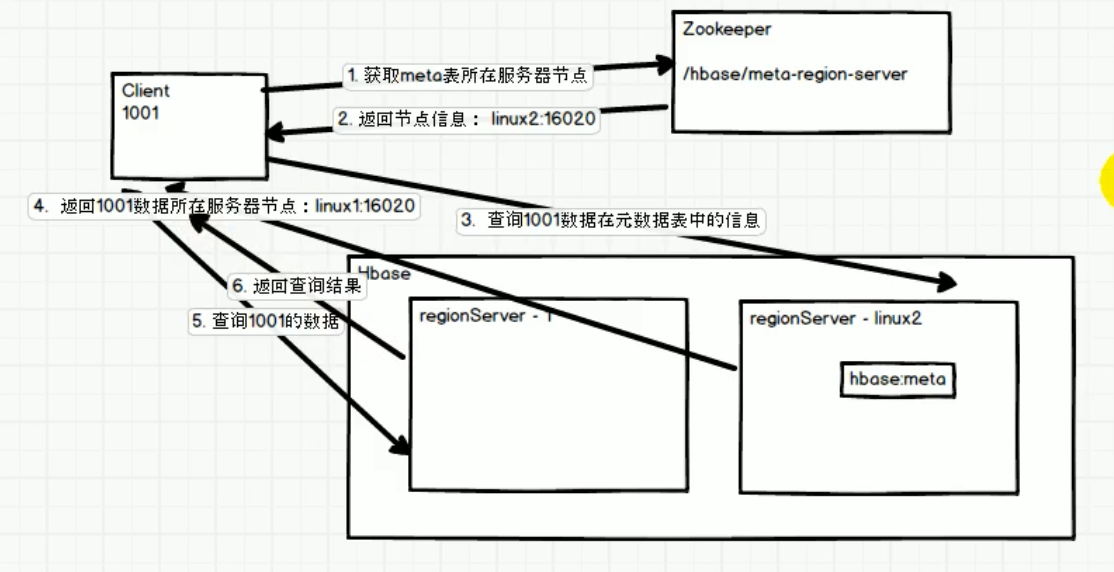 Zookeeper
/hbase/meta-region-server
Client
1001
1. 获取meta表所在服务器节点
2. 返回节点信息： linux2:16020
4. 返回1001数据所在服务器节点：linux1:16020
3. 查询1001数据在元数据表中的信息
Hbase
6. 返回查询结果
5. 查询1001的数据
regionServer - 1
regionServer - linux2
hbase:meta